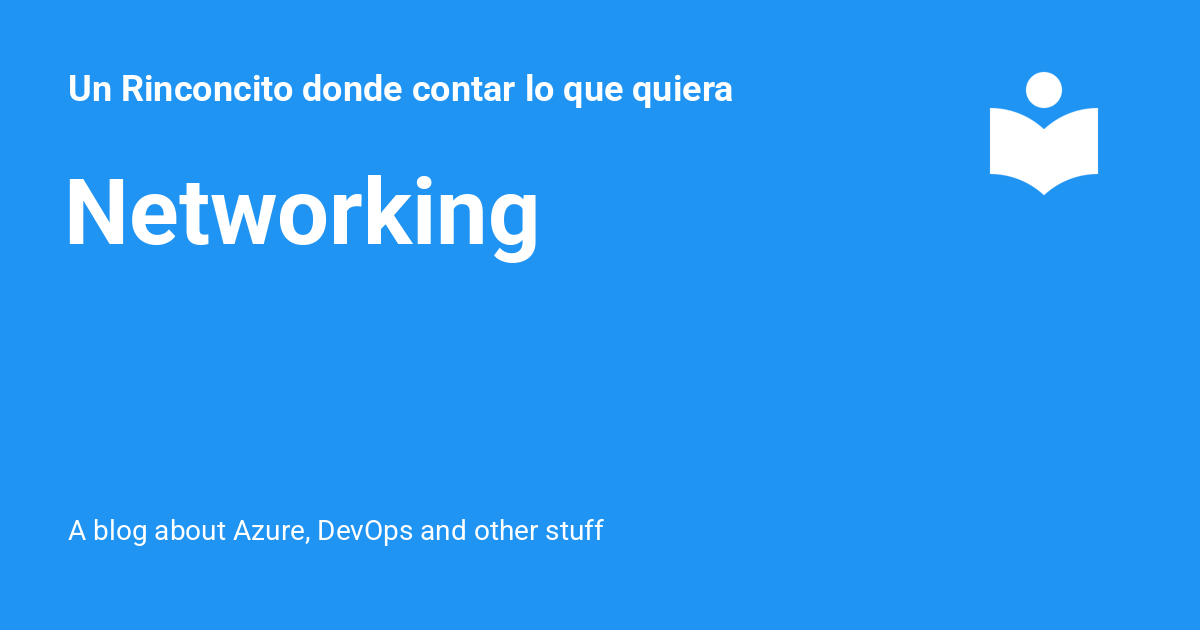 Un Rinconcito donde contar lo que quiera
Networking
A blog about Azure, DevOps and other stuff